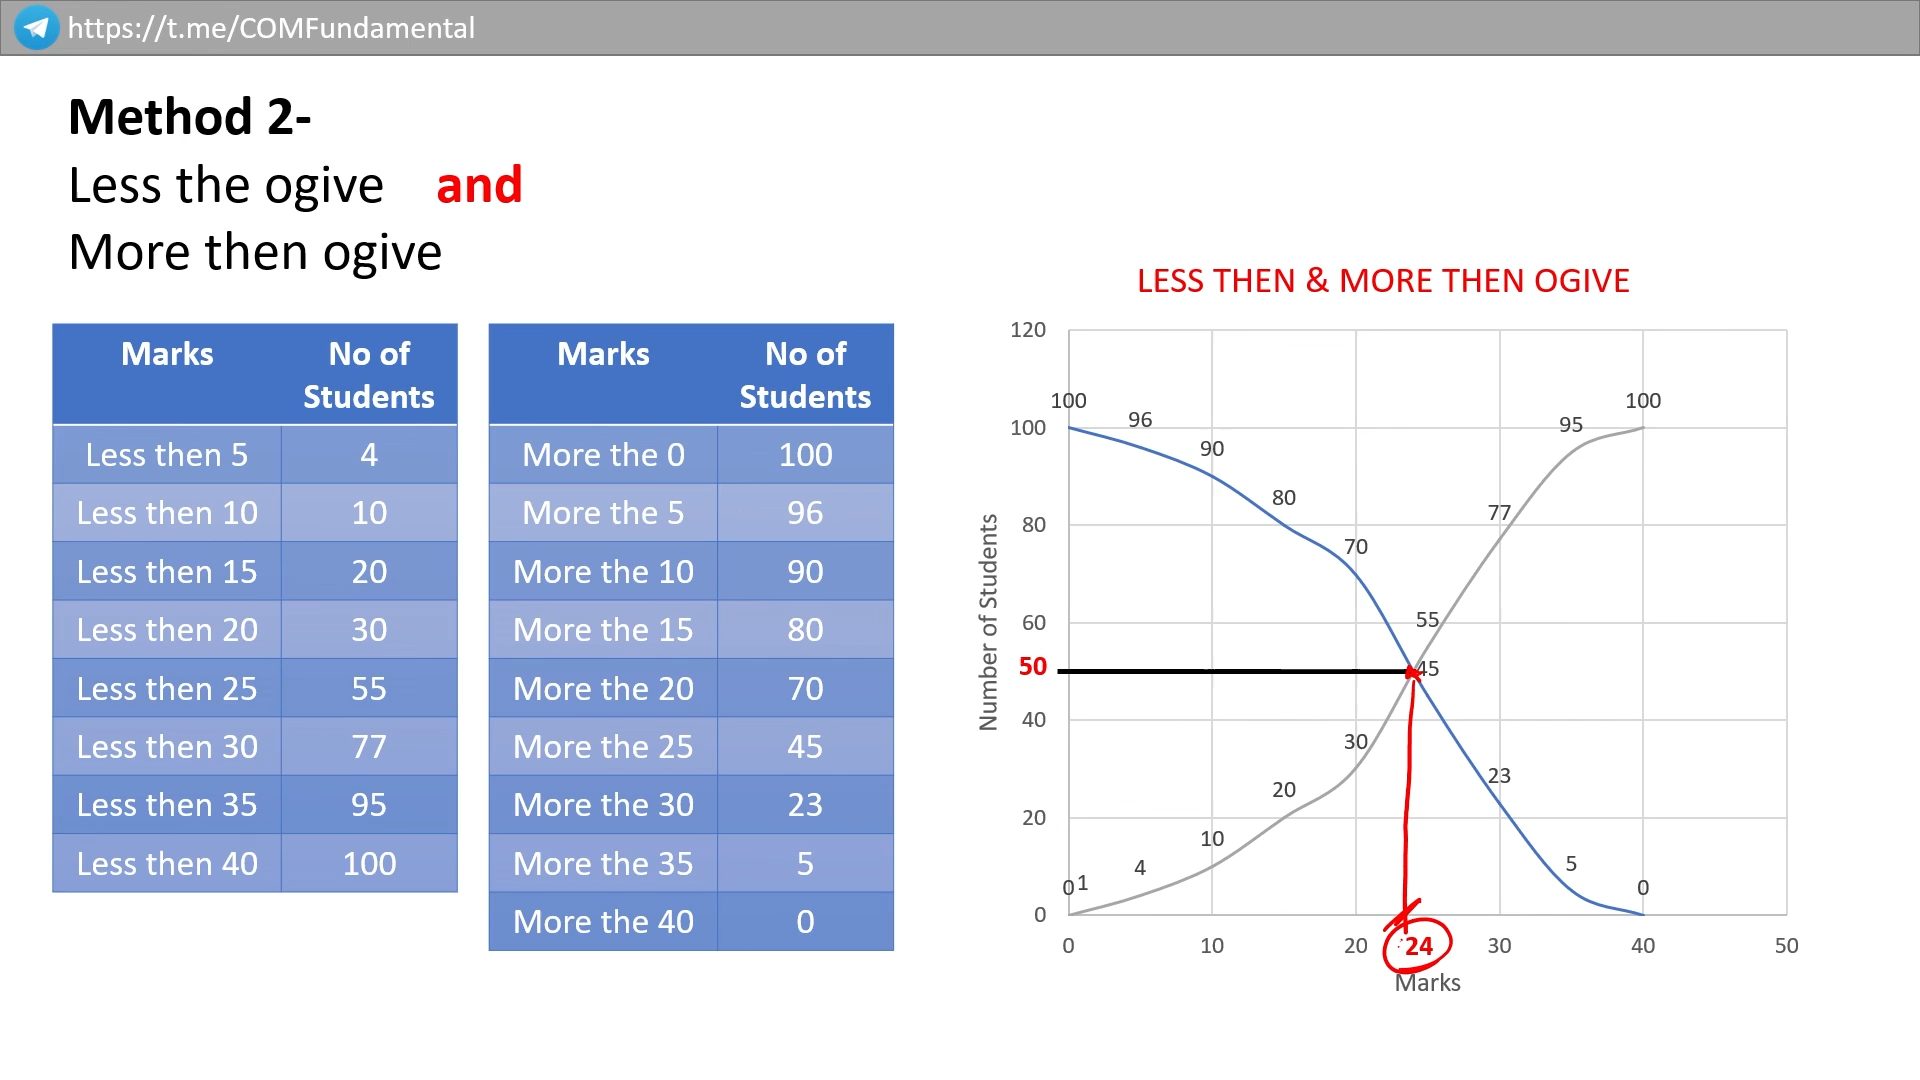 https://t.me/COMFundamental
Method 2-
Less the ogive and
More then ogive
Marks No of Students
Less then 5 4
Less then 10 10
Less then 15 20
Less then 20 30
Less then 25 55
Less then 30 77
Less then 35 95
Less then 40 100
Marks No of Students
More the 0 100
More the 5 96
More the 10 90
More the 15 80
More the 20 70
More the 25 45
More the 30 23
More the 35 5
More the 40 0
LESS THEN & MORE THEN OGIVE
120
100
80
60
50
40
20
0
Number of Students
100 96 90 80 70 45 23 5 0
0 1 4 10 20 30 55 77 95 100
0 10 20 24 30 40 50
Marks